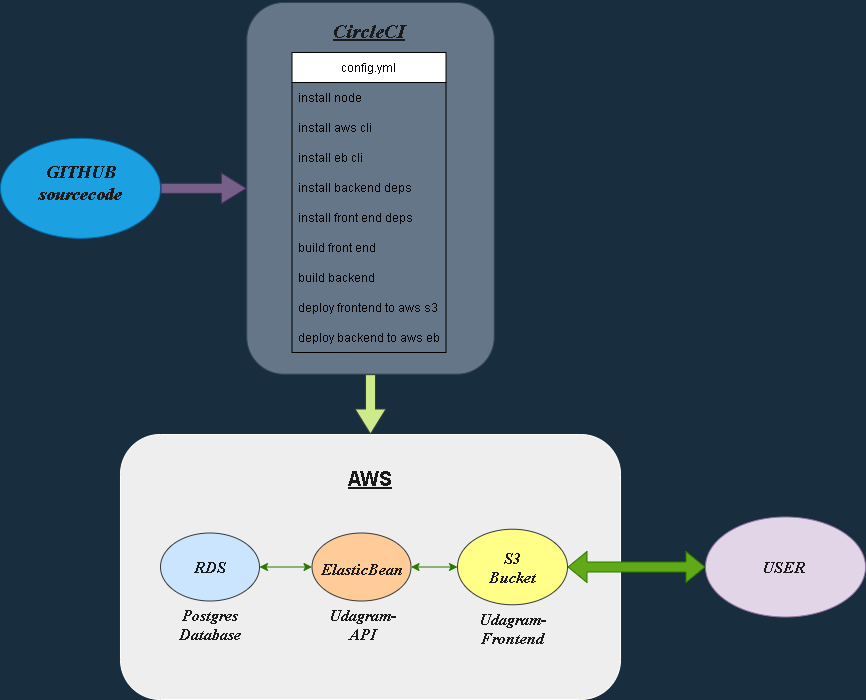 CircleCI
config.yml
install node
install aws cli
install eb cli
install backend deps
install front end deps
build front end
build backend
deploy frontend to aws s3
deploy backend to aws eb
GITHUB
sourcecode
AWS
RDS
Postgres
Database
ElasticBean
Udagram-
API
S3
Bucket
Udagram-
Frontend
USER